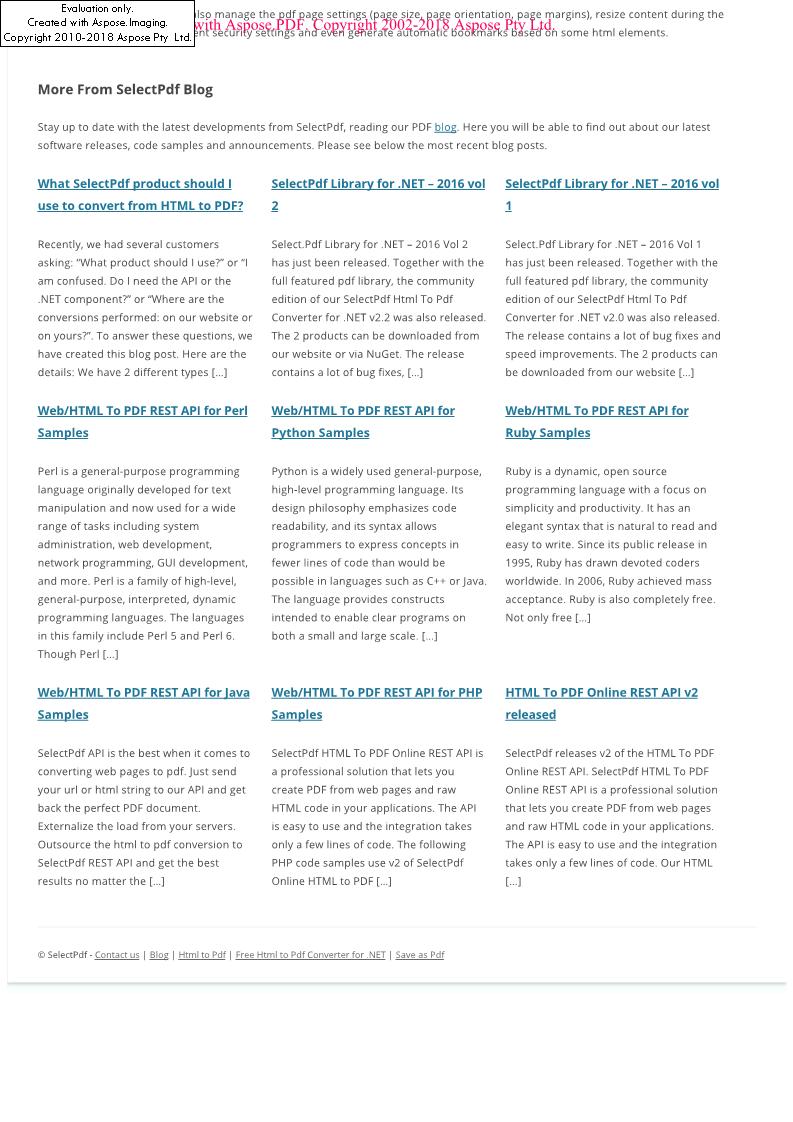 Evaluation only.
Created with Aspose.Imaging.
Copyright 2010-2018 Aspose Pty Ltd.
also manage the pdf page settings (page size, page orientation, page margins), resize content during the
with Aspose.PDF. Copyright 2002-2018 Aspose Pty Ltd.
security settings and even generate automatic bookmarks based on some html elements.
More From SelectPdf Blog
Stay up to date with the latest developments from SelectPdf, reading our PDF blog. Here you will be able to find out about our latest
software releases, code samples and announcements. Please see below the most recent blog posts.
What SelectPdf product should I
use to convert from HTML to PDF?
Recently, we had several customers
asking: “What product should I use?” or “I
am confused. Do I need the API or the
.NET component?” or “Where are the
conversions performed: on our website or
on yours?”. To answer these questions, we
have created this blog post. Here are the
details: We have 2 different types [...]
SelectPdf Library for .NET – 2016 vol
2
Select.Pdf Library for .NET – 2016 Vol 2
has just been released. Together with the
full featured pdf library, the community
edition of our SelectPdf Html To Pdf
Converter for .NET v2.2 was also released.
The 2 products can be downloaded from
our website or via NuGet. The release
contains a lot of bug fixes, [...]
SelectPdf Library for .NET – 2016 vol
1
Select.Pdf Library for .NET – 2016 Vol 1
has just been released. Together with the
full featured pdf library, the community
edition of our SelectPdf Html To Pdf
Converter for .NET v2.0 was also released.
The release contains a lot of bug fixes and
speed improvements. The 2 products can
be downloaded from our website [...]
Web/HTML To PDF REST API for Perl
Samples
Perl is a general-purpose programming
language originally developed for text
manipulation and now used for a wide
range of tasks including system
administration, web development,
network programming, GUI development,
and more. Perl is a family of high-level,
general-purpose, interpreted, dynamic
programming languages. The languages
in this family include Perl 5 and Perl 6.
Though Perl [...]
Web/HTML To PDF REST API for
Python Samples
Python is a widely used general-purpose,
high-level programming language. Its
design philosophy emphasizes code
readability, and its syntax allows
programmers to express concepts in
fewer lines of code than would be
possible in languages such as C++ or Java.
The language provides constructs
intended to enable clear programs on
both a small and large scale. [...]
Web/HTML To PDF REST API for
Ruby Samples
Ruby is a dynamic, open source
programming language with a focus on
simplicity and productivity. It has an
elegant syntax that is natural to read and
easy to write. Since its public release in
1995, Ruby has drawn devoted coders
worldwide. In 2006, Ruby achieved mass
acceptance. Ruby is also completely free.
Not only free [...]
Web/HTML To PDF REST API for Java
Samples
SelectPdf API is the best when it comes to
converting web pages to pdf. Just send
your url or html string to our API and get
back the perfect PDF document.
Externalize the load from your servers.
Outsource the html to pdf conversion to
SelectPdf REST API and get the best
results no matter the [...]
Web/HTML To PDF REST API for PHP
Samples
SelectPdf HTML To PDF Online REST API is
a professional solution that lets you
create PDF from web pages and raw
HTML code in your applications. The API
is easy to use and the integration takes
only a few lines of code. The following
PHP code samples use v2 of SelectPdf
Online HTML to PDF [...]
HTML To PDF Online REST API v2
released
SelectPdf releases v2 of the HTML To PDF
Online REST API. SelectPdf HTML To PDF
Online REST API is a professional solution
that lets you create PDF from web pages
and raw HTML code in your applications.
The API is easy to use and the integration
takes only a few lines of code. Our HTML
[...]
© SelectPdf - Contact us | Blog | Html to Pdf | Free Html to Pdf Converter for .NET | Save as Pdf